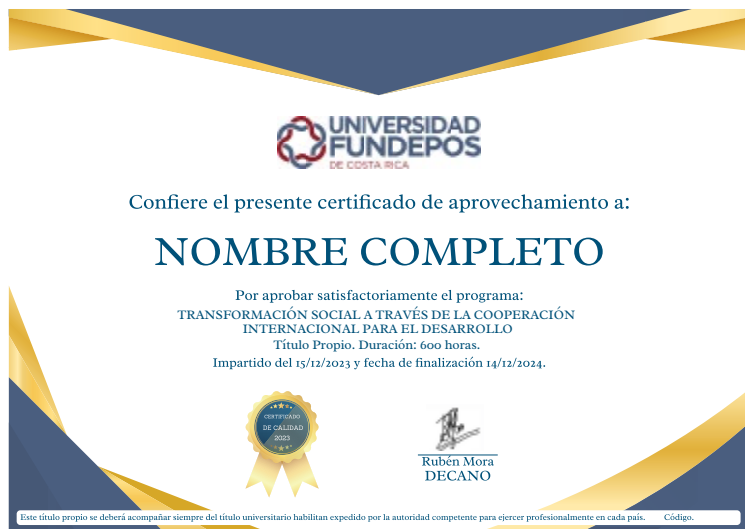 UNIVERSIDAD
FUNDEPOS
DE COSTA RICA
Confiere el presente certificado de aprovechamiento a:
NOMBRE COMPLETO
Por aprobar satisfactoriamente el programa:
TRANSFORMACIÓN SOCIAL A TRAVÉS DE LA COOPERACIÓN
INTERNACIONAL PARA EL DESARROLLO
Título Propio. Duración: 600 horas.
Impartido del 15/12/2023 y fecha de finalización 14/12/2024.
CERTIFICADO
DE CALIDAD
2023
Rubén Mora
DECANO
Este título propio se deberá acompañar siempre del título universitario habilitan expedido por la autoridad competente para ejercer profesionalmente en cada país. Código.